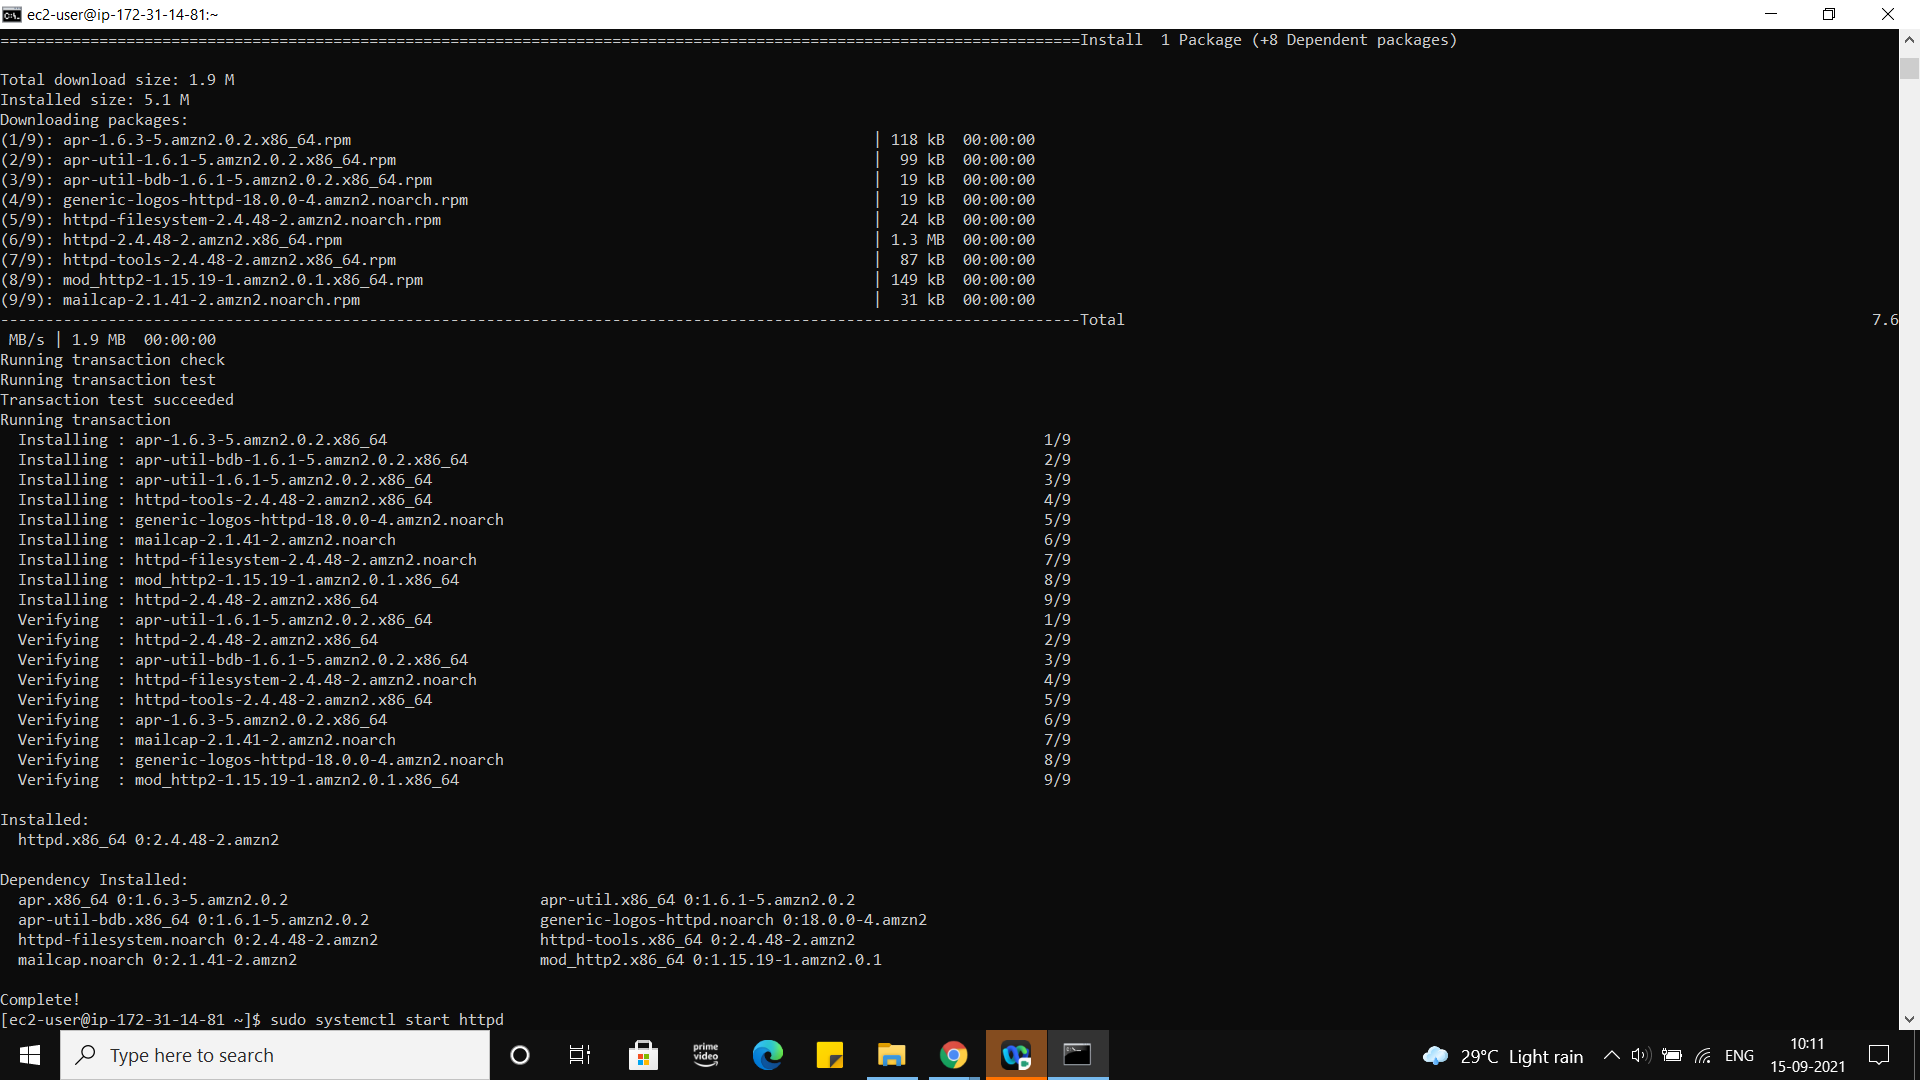 ec2-user@ip-172-31-14-81:~
========================================================================================================================Install  1 Package (+8 Dependent packages)
Total download size: 1.9 M
Installed size: 5.1 M
Downloading packages:
(1/9): apr-1.6.3-5.amzn2.0.2.x86_64.rpm | 118 kB  00:00:00
(2/9): apr-util-1.6.1-5.amzn2.0.2.x86_64.rpm |  99 kB  00:00:00
(3/9): apr-util-bdb-1.6.1-5.amzn2.0.2.x86_64.rpm |  19 kB  00:00:00
(4/9): generic-logos-httpd-18.0.0-4.amzn2.noarch.rpm |  19 kB  00:00:00
(5/9): httpd-filesystem-2.4.48-2.amzn2.noarch.rpm |  24 kB  00:00:00
(6/9): httpd-2.4.48-2.amzn2.x86_64.rpm | 1.3 MB  00:00:00
(7/9): httpd-tools-2.4.48-2.amzn2.x86_64.rpm |  87 kB  00:00:00
(8/9): mod_http2-1.15.19-1.amzn2.0.1.x86_64.rpm | 149 kB  00:00:00
(9/9): mailcap-2.1.41-2.amzn2.noarch.rpm |  31 kB  00:00:00
------------------------------------------------------------------------------------------------------------------------Total 7.6
MB/s | 1.9 MB  00:00:00
Running transaction check
Running transaction test
Transaction test succeeded
Running transaction
Installing : apr-1.6.3-5.amzn2.0.2.x86_64 1/9
Installing : apr-util-bdb-1.6.1-5.amzn2.0.2.x86_64 2/9
Installing : apr-util-1.6.1-5.amzn2.0.2.x86_64 3/9
Installing : httpd-tools-2.4.48-2.amzn2.x86_64 4/9
Installing : generic-logos-httpd-18.0.0-4.amzn2.noarch 5/9
Installing : mailcap-2.1.41-2.amzn2.noarch 6/9
Installing : httpd-filesystem-2.4.48-2.amzn2.noarch 7/9
Installing : mod_http2-1.15.19-1.amzn2.0.1.x86_64 8/9
Installing : httpd-2.4.48-2.amzn2.x86_64 9/9
Verifying  : apr-util-1.6.1-5.amzn2.0.2.x86_64 1/9
Verifying  : httpd-2.4.48-2.amzn2.x86_64 2/9
Verifying  : apr-util-bdb-1.6.1-5.amzn2.0.2.x86_64 3/9
Verifying  : httpd-filesystem-2.4.48-2.amzn2.noarch 4/9
Verifying  : httpd-tools-2.4.48-2.amzn2.x86_64 5/9
Verifying  : apr-1.6.3-5.amzn2.0.2.x86_64 6/9
Verifying  : mailcap-2.1.41-2.amzn2.noarch 7/9
Verifying  : generic-logos-httpd-18.0.0-4.amzn2.noarch 8/9
Verifying  : mod_http2-1.15.19-1.amzn2.0.1.x86_64 9/9
Installed:
httpd.x86_64 0:2.4.48-2.amzn2
Dependency Installed:
apr.x86_64 0:1.6.3-5.amzn2.0.2 apr-util.x86_64 0:1.6.1-5.amzn2.0.2
apr-util-bdb.x86_64 0:1.6.1-5.amzn2.0.2 generic-logos-httpd.noarch 0:18.0.0-4.amzn2
httpd-filesystem.noarch 0:2.4.48-2.amzn2 httpd-tools.x86_64 0:2.4.48-2.amzn2
mailcap.noarch 0:2.1.41-2.amzn2 mod_http2.x86_64 0:1.15.19-1.amzn2.0.1
Complete!
[ec2-user@ip-172-31-14-81 ~]$ sudo systemctl start httpd
Type here to search
prime video
29°C Light rain
ENG
10:11
15-09-2021